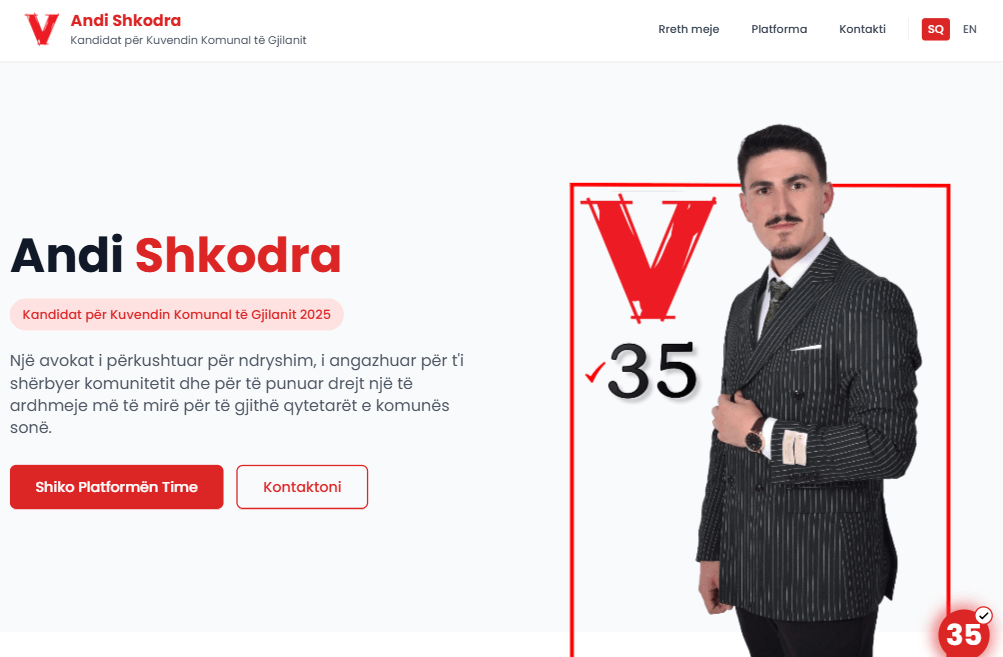 Andi Shkodra
Kandidat për Kuvendin Komunal të Gjilanit
Rreth meje Platforma Kontakti SQ EN
V
35
Andi Shkodra
Kandidat për Kuvendin Komunal të Gjilanit 2025
Një avokat i përkushtuar për ndryshim, i angazhuar për t'i
shërbyer komunitetit dhe për të punuar drejt një të
ardhmeje më të mirë për të gjithë qytetarët e komunës
sonë.
Shiko Platformën Time Kontaktoni
35